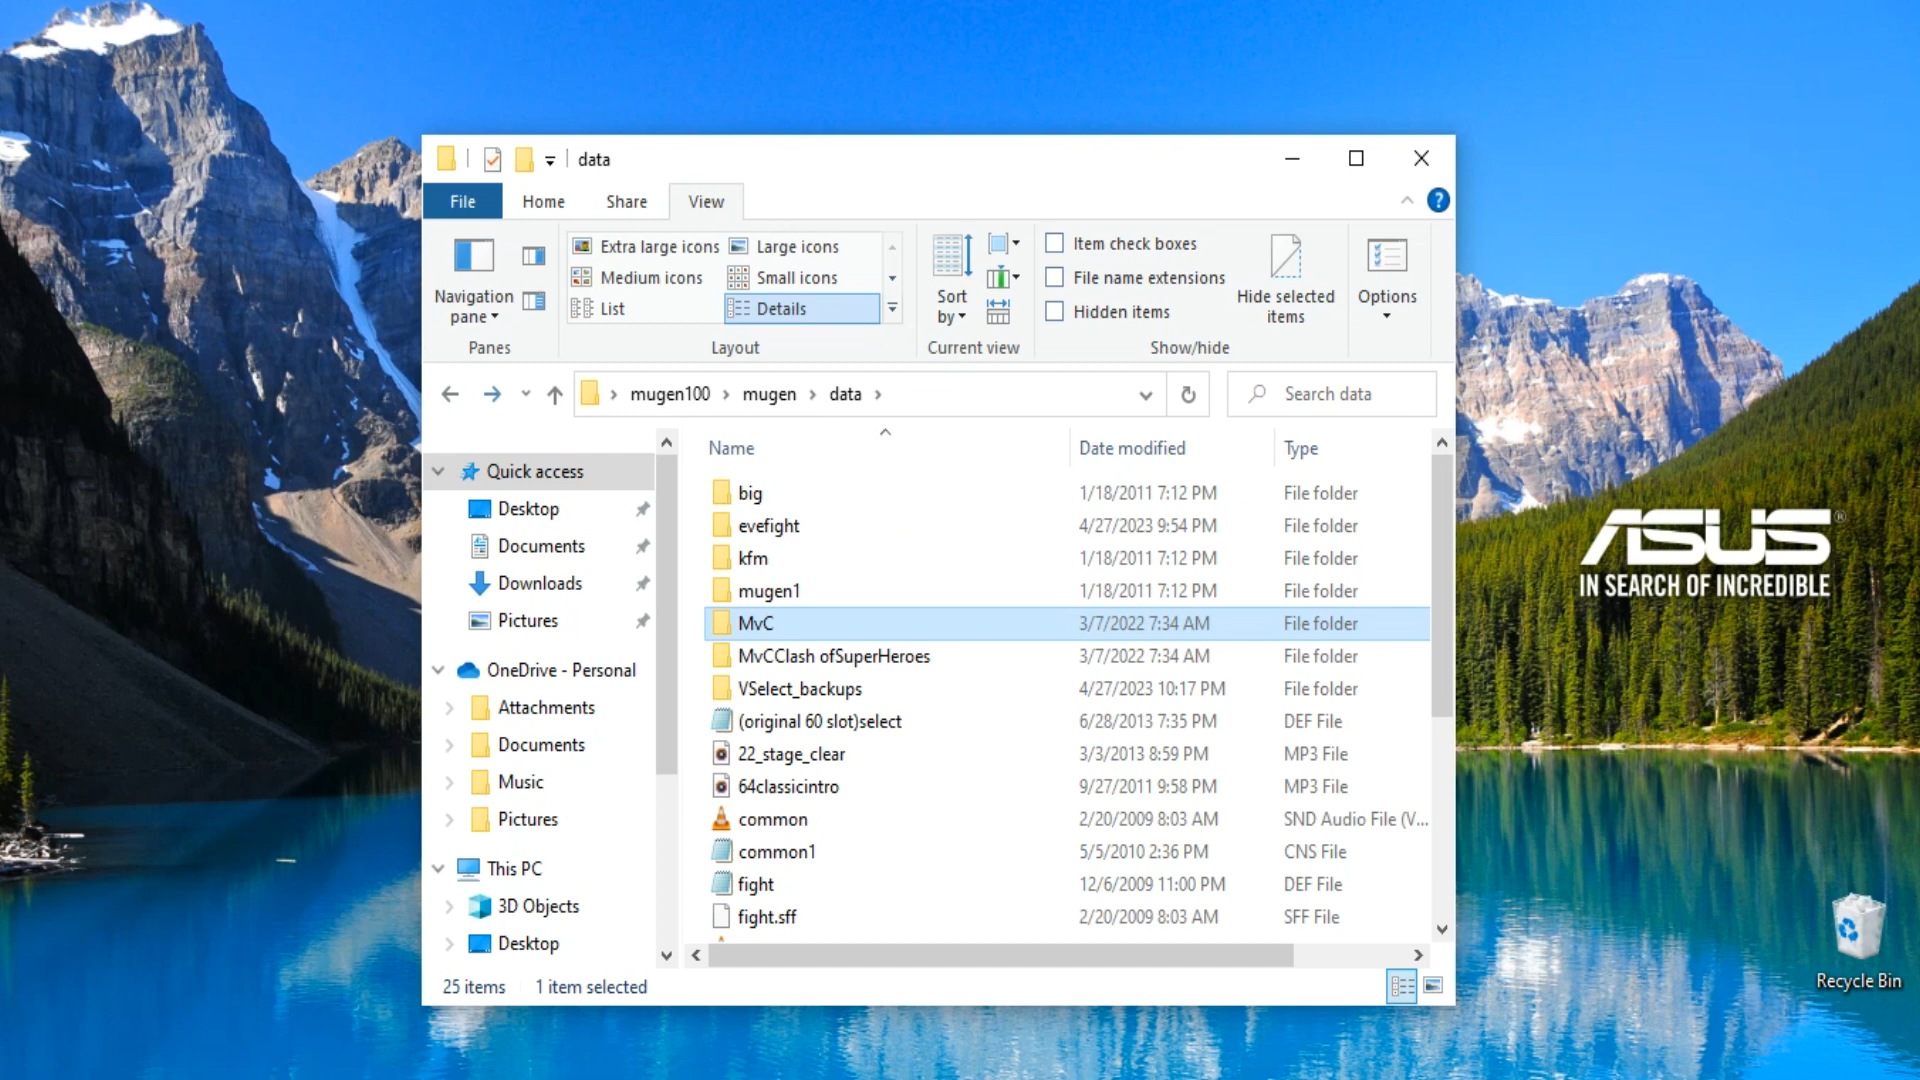 data
File Home Share View
Navigation pane
Panes
Extra large icons Large icons
Medium icons Small icons
List Details
Layout
Sort by
Current view
Item check boxes
File name extensions
Hidden items
Hide selected items
Show/hide
Options
mugen100 mugen data
Search data
Quick access
Desktop
Documents
Downloads
Pictures
OneDrive - Personal
Attachments
Documents
Music
Pictures
This PC
3D Objects
Desktop
Name Date modified Type
big 1/18/2011 7:12 PM File folder
evefight 4/27/2023 9:54 PM File folder
kfm 1/18/2011 7:12 PM File folder
mugen1 1/18/2011 7:12 PM File folder
MvC 3/7/2022 7:34 AM File folder
MvCClash ofSuperHeroes 3/7/2022 7:34 AM File folder
VSelect_backups 4/27/2023 10:17 PM File folder
(original 60 slot)select 6/28/2013 7:35 PM DEF File
22_stage_clear 3/3/2013 8:59 PM MP3 File
64classicintro 9/27/2011 9:58 PM MP3 File
common 2/20/2009 8:03 AM SND Audio File (V...
common1 5/5/2010 2:36 PM CNS File
fight 12/6/2009 11:00 PM DEF File
fight.sff 2/20/2009 8:03 AM SFF File
25 items 1 item selected
ASUS®
IN SEARCH OF INCREDIBLE
Recycle Bin